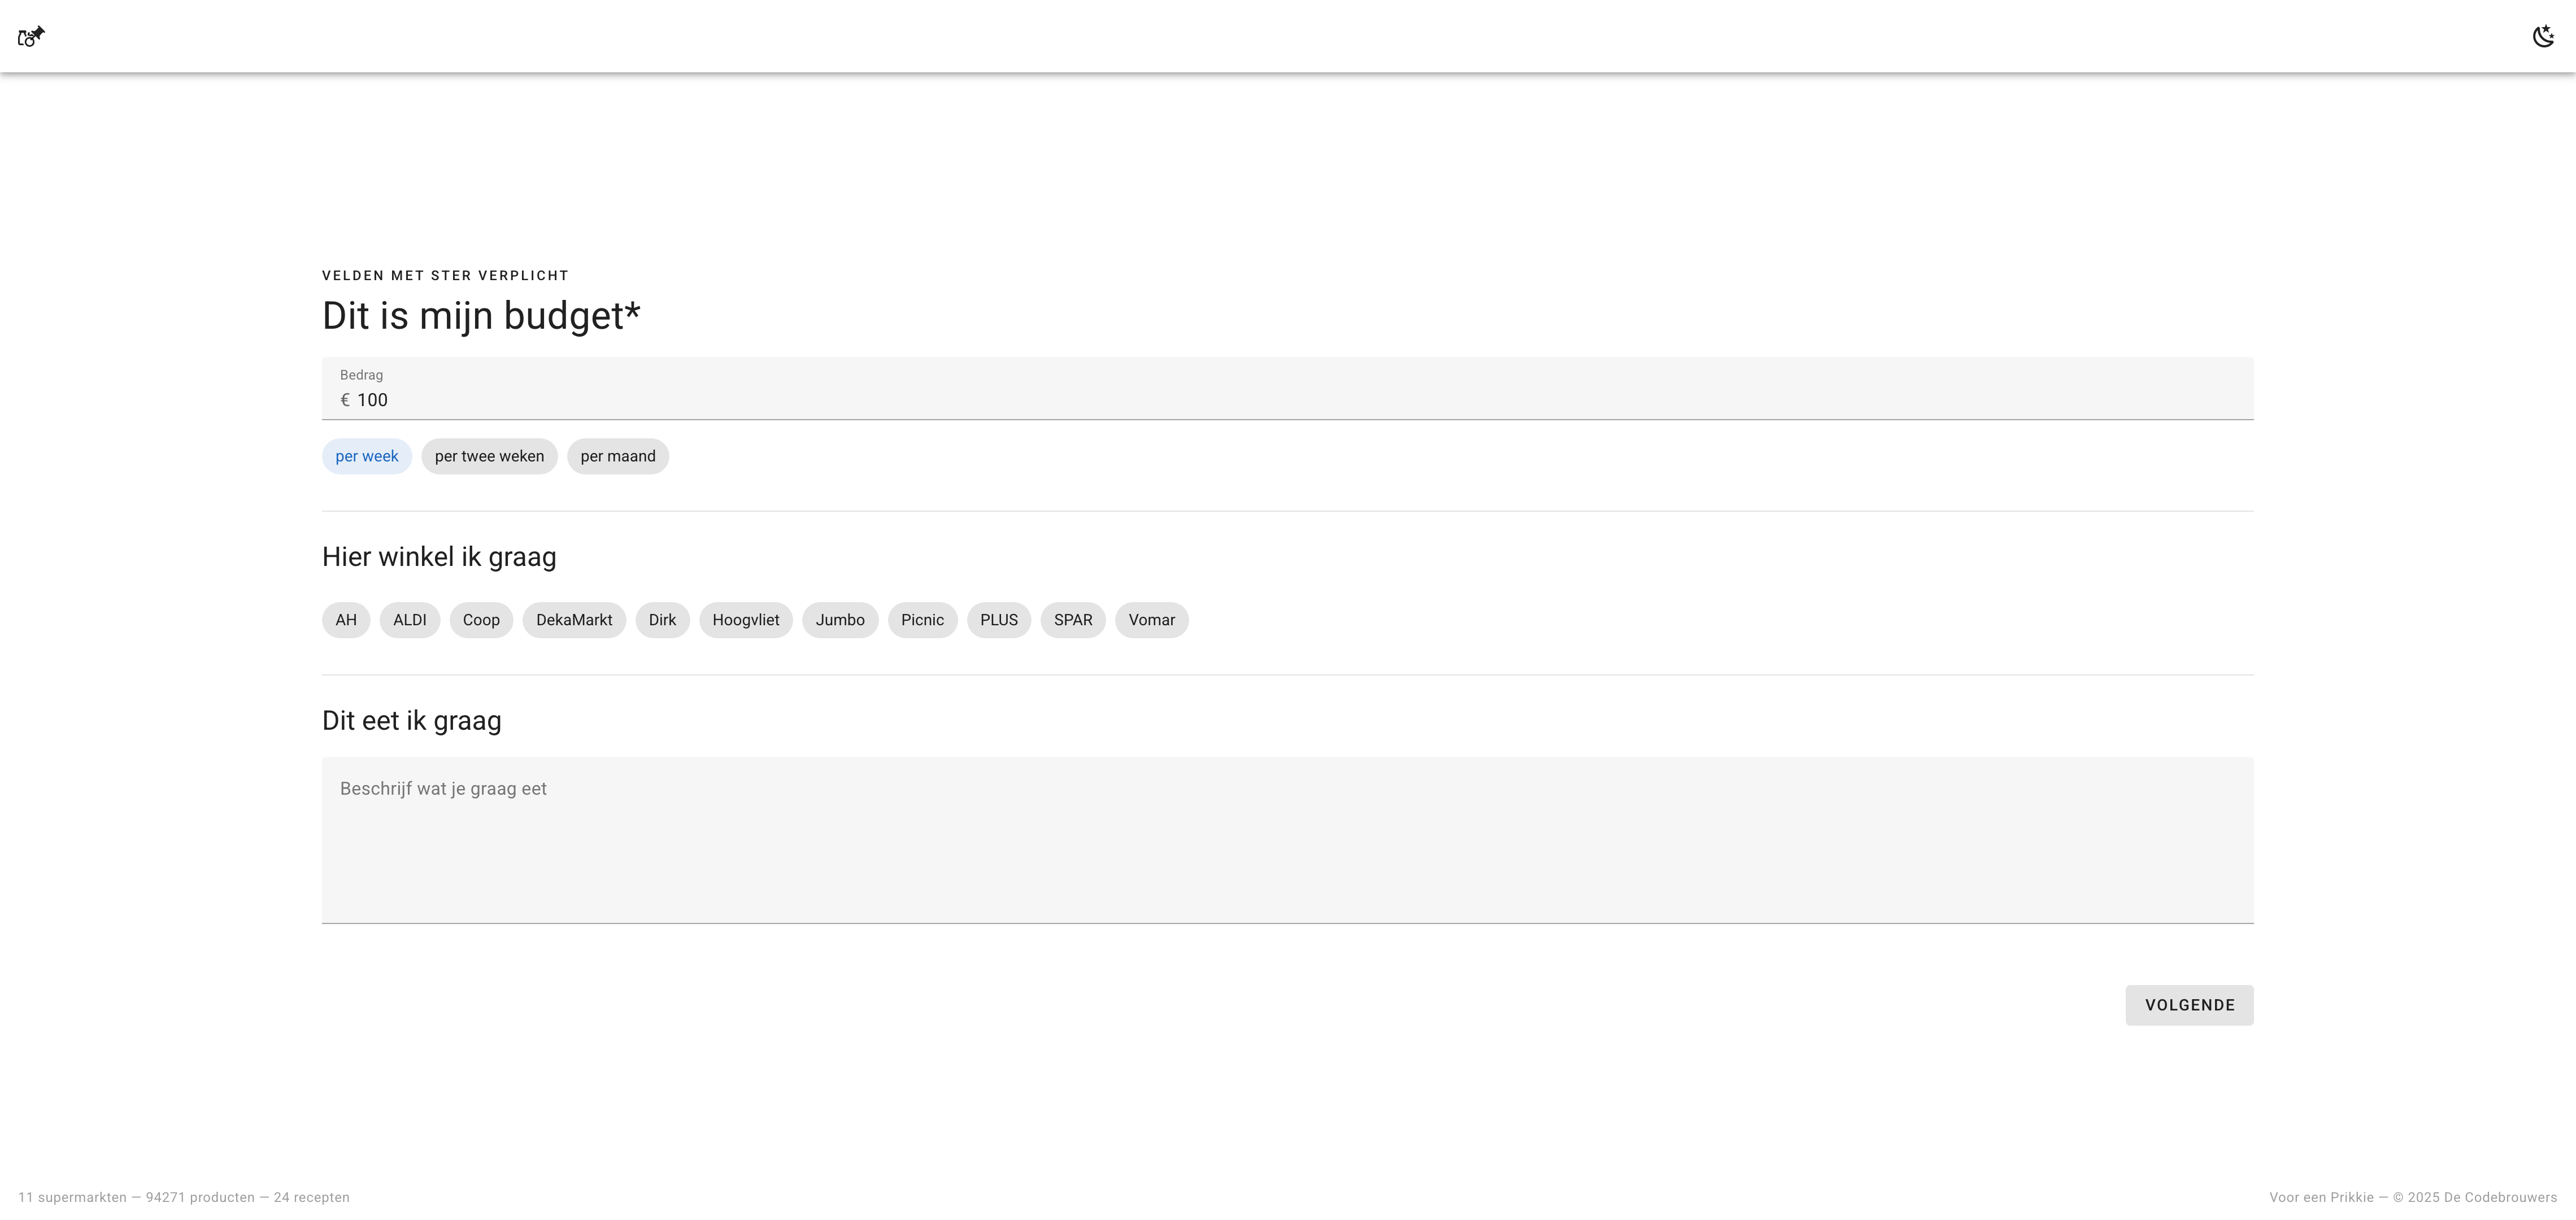 VELDEN MET STER VERPLICHT
Dit is mijn budget*
Bedrag
€ 100
per week per twee weken per maand
Hier winkel ik graag
AH ALDI Coop DekaMarkt Dirk Hoogvliet Jumbo Picnic PLUS SPAR Vomar
Dit eet ik graag
Beschrijf wat je graag eet
VOLGENDE
11 supermarkten — 94271 producten — 24 recepten
Voor een Prikkie — © 2025 De Codebrouwers